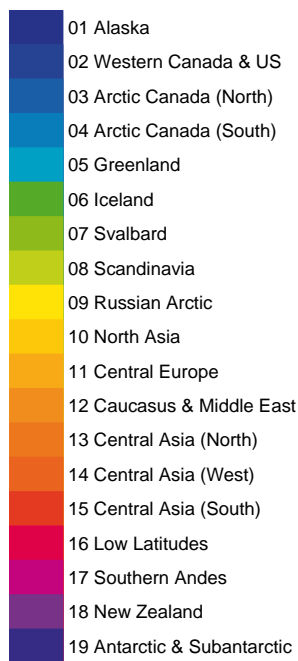 01 Alaska
02 Western Canada & US
03 Arctic Canada (North)
04 Arctic Canada (South)
05 Greenland
06 Iceland
07 Svalbard
08 Scandinavia
09 Russian Arctic
10 North Asia
11 Central Europe
12 Caucasus & Middle East
13 Central Asia (North)
14 Central Asia (West)
15 Central Asia (South)
16 Low Latitudes
17 Southern Andes
18 New Zealand
19 Antarctic & Subantarctic